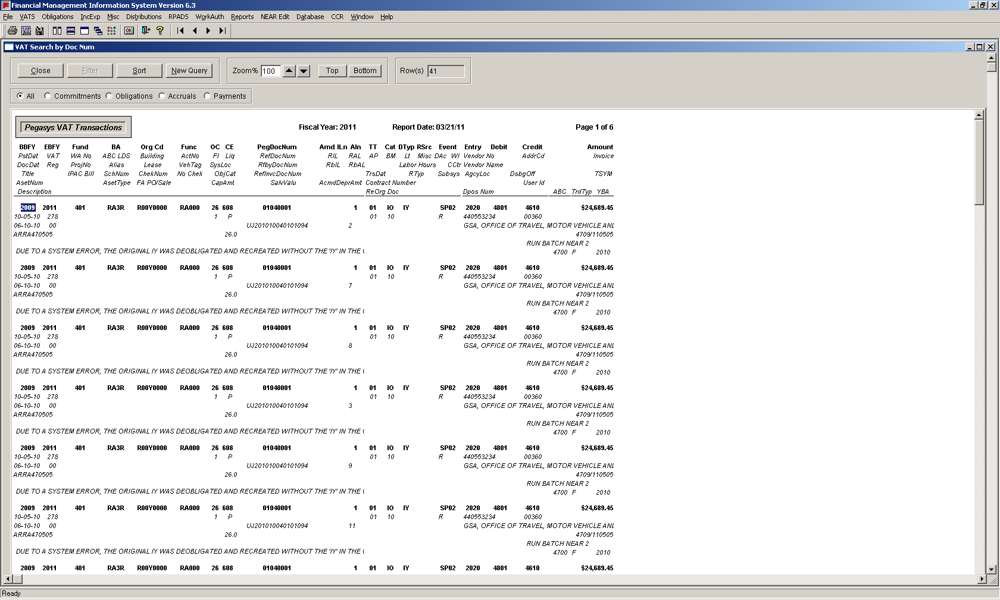 Financial Management Information System Version 6.3
File VATS Obligations IncExp Misc Distributions RPADS WorkAuth Reports NEAR Edit Database CCR Window Help
OK
VAT Search by Doc Num
Close Filter Sort New Query Zoom% 100 Top Bottom Row(s) 41
All Commitments Obligations Accruals Payments
Pegasys VAT Transactions Fiscal Year: 2011 Report Date: 03/21/11 Page 1 of 6
BBFY EBFY Fund BA Org Cd Func OC CE PegDocNum Amd ILn Aln TT Cat DTyp RSrc Event Entry Debit Credit Amount
PstDat VAT WA No ABC LDS Building ActNo FI Liq RefDocNum RIL RAL AP BM Lt Misc DAc WI Vendor No AddrCd Invoice
DocDat Reg ProjNo Alias Lease VehTag SysLoc RfbyDocNum RbIL RbAL Labor Hours CCtr Vendor Name
Title IPAC Bill SchNum ChekNum No Chek ObjCat RefInvcDocNum TrsDat RTyp Subsys AgcyLoc DsbgOff TSYM
AsetNum AsetType FA PO/Sale CapAmt SalvValu AcmdDeprAmt Contract Number User Id
Description ReOrg Doc Dpos Num ABC TrdTyp YBA
2009 2011 401 RA3R R00Y0000 RA000 26 608 01040001 1 01 IO IY SP02 2020 4801 4610 $24,689.45
10-05-10 278 1 P 01 10 R 440553234 00360
06-10-10 00 UJ201010040101094 2 GSA, OFFICE OF TRAVEL, MOTOR VEHICLE
ARRA470505 26.0 4709/110505
RUN BATCH NEAR 2
DUE TO A SYSTEM ERROR, THE ORIGINAL IY WAS DEOBLIGATED AND RECREATED WITHOUT THE 'IY' IN THE 4700 F 2010
2009 2011 401 RA3R R00Y0000 RA000 26 608 01040001 1 01 IO IY SP02 2020 4801 4610 $24,689.45
10-05-10 278 1 P 01 10 R 440553234 00360
06-10-10 00 UJ201010040101094 7 GSA, OFFICE OF TRAVEL, MOTOR VEHICLE
ARRA470505 26.0 4709/110505
RUN BATCH NEAR 2
DUE TO A SYSTEM ERROR, THE ORIGINAL IY WAS DEOBLIGATED AND RECREATED WITHOUT THE 'IY' IN THE 4700 F 2010
2009 2011 401 RA3R R00Y0000 RA000 26 608 01040001 1 01 IO IY SP02 2020 4801 4610 $24,689.45
10-05-10 278 1 P 01 10 R 440553234 00360
06-10-10 00 UJ201010040101094 8 GSA, OFFICE OF TRAVEL, MOTOR VEHICLE
ARRA470505 26.0 4709/110505
RUN BATCH NEAR 2
DUE TO A SYSTEM ERROR, THE ORIGINAL IY WAS DEOBLIGATED AND RECREATED WITHOUT THE 'IY' IN THE 4700 F 2010
2009 2011 401 RA3R R00Y0000 RA000 26 608 01040001 1 01 IO IY SP02 2020 4801 4610 $24,689.45
10-05-10 278 1 P 01 10 R 440553234 00360
06-10-10 00 UJ201010040101094 3 GSA, OFFICE OF TRAVEL, MOTOR VEHICLE
ARRA470505 26.0 4709/110505
RUN BATCH NEAR 2
DUE TO A SYSTEM ERROR, THE ORIGINAL IY WAS DEOBLIGATED AND RECREATED WITHOUT THE 'IY' IN THE 4700 F 2010
2009 2011 401 RA3R R00Y0000 RA000 26 608 01040001 1 01 IO IY SP02 2020 4801 4610 $24,689.45
10-05-10 278 1 P 01 10 R 440553234 00360
06-10-10 00 UJ201010040101094 9 GSA, OFFICE OF TRAVEL, MOTOR VEHICLE
ARRA470505 26.0 4709/110505
RUN BATCH NEAR 2
DUE TO A SYSTEM ERROR, THE ORIGINAL IY WAS DEOBLIGATED AND RECREATED WITHOUT THE 'IY' IN THE 4700 F 2010
2009 2011 401 RA3R R00Y0000 RA000 26 608 01040001 1 01 IO IY SP02 2020 4801 4610 $24,689.45
10-05-10 278 1 P 01 10 R 440553234 00360
06-10-10 00 UJ201010040101094 11 GSA, OFFICE OF TRAVEL, MOTOR VEHICLE
ARRA470505 26.0 4709/110505
RUN BATCH NEAR 2
DUE TO A SYSTEM ERROR, THE ORIGINAL IY WAS DEOBLIGATED AND RECREATED WITHOUT THE 'IY' IN THE 4700 F 2010
2009 2011 401 RA3R R00Y0000 RA000 26 608 01040001 1 01 IO IY SP02 2020 4801 4610 $24,689.45
Ready